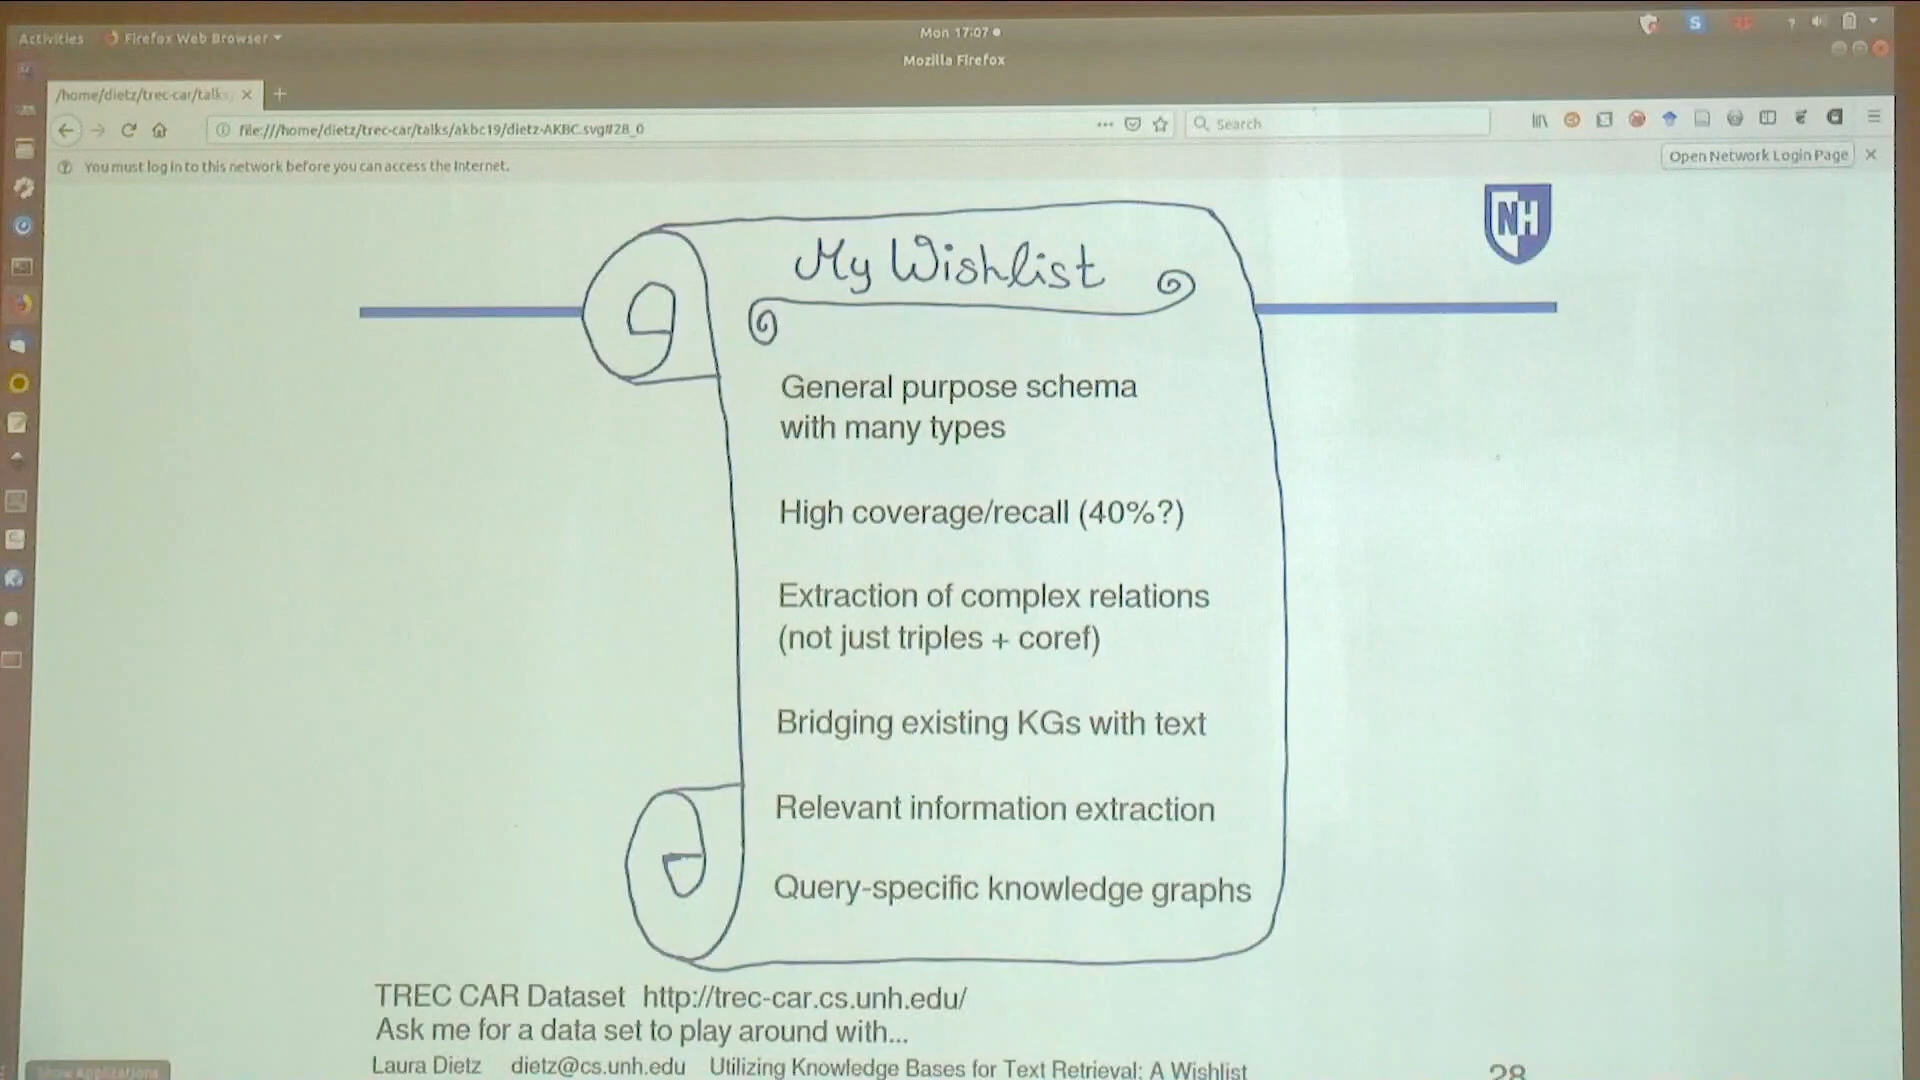 Activities Firefox Web Browser Mon 17:07
Mozilla Firefox
/home/dietz/trec-car/talks
file:///home/dietz/trec-car/talks/akbc19/dietz-AKBC.svg#28_0 Search
You must log in to this network before you can access the Internet. Open Network Login Page
NH
My Wishlist
General purpose schema
with many types
High coverage/recall (40%?)
Extraction of complex relations
(not just triples + coref)
Bridging existing KGs with text
Relevant information extraction
Query-specific knowledge graphs
TREC CAR Dataset http://trec-car.cs.unh.edu/
Ask me for a data set to play around with...
Laura Dietz dietz@cs.unh.edu Utilizing Knowledge Bases for Text Retrieval: A Wishlist 28
Show Applications